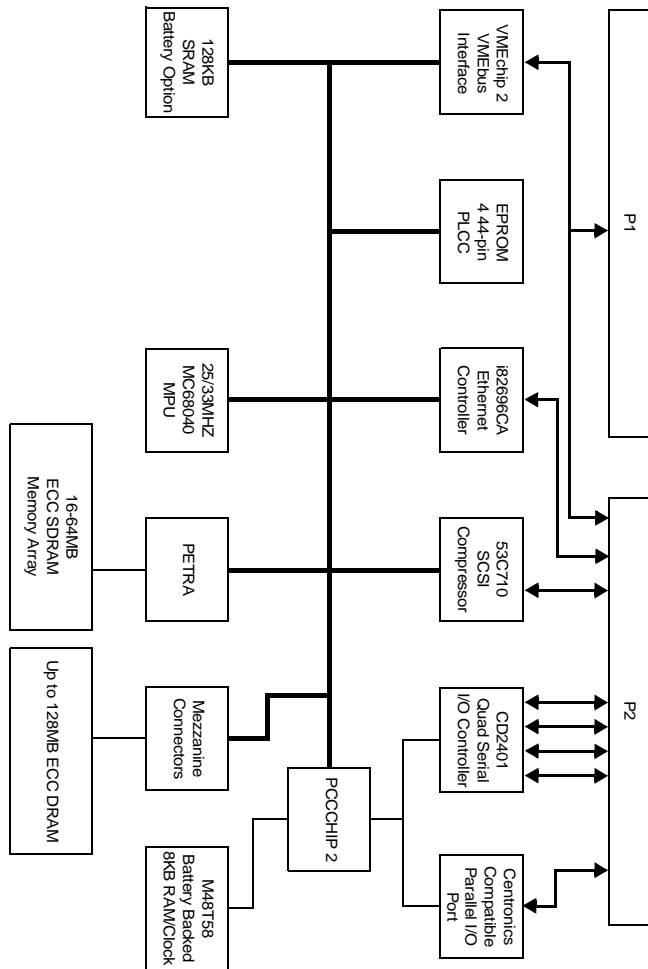 P1
P2
VMEchip 2
VMEbus
Interface
EPROM
4 44-pin
PLCC
i82696CA
Ethernet
Controller
53C710
SCSI
Compressor
CD2401
Quad Serial
I/O Controller
Centronics
Compatible
Parallel I/O
Port
PCCCHIP 2
128KB
SRAM
Battery Option
25/33MHZ
MC68040
MPU
PETRA
Mezzanine
Connectors
M48T58
Battery Backed
8KB RAM/Clock
16-64MB
ECC SDRAM
Memory Array
Up to 128MB ECC DRAM